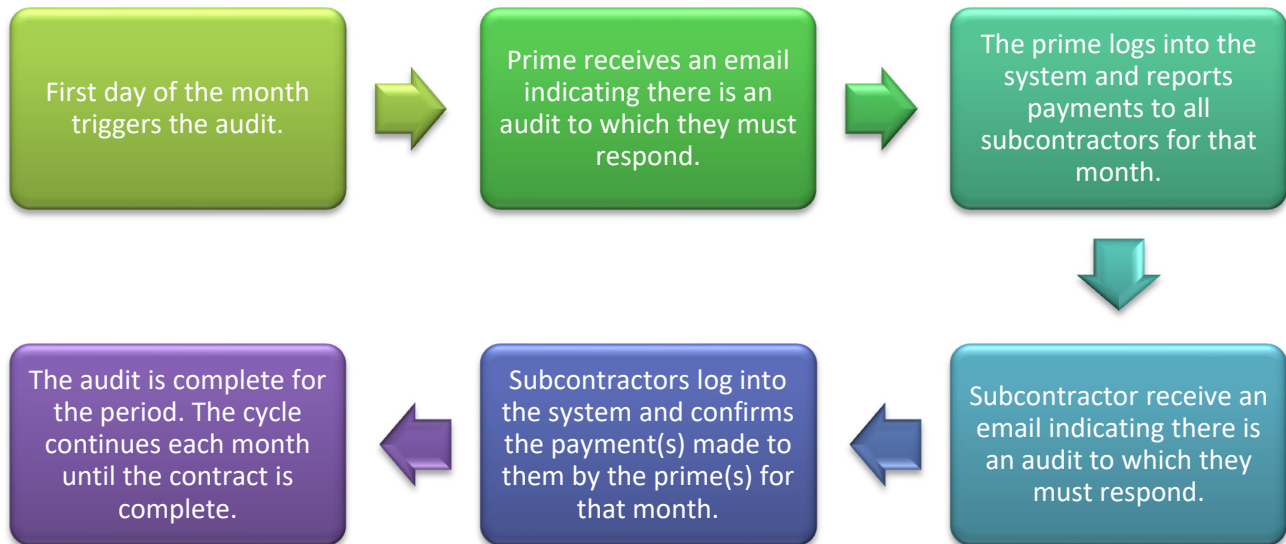 First day of the month
triggers the audit.
Prime receives an email
indicating there is an
audit to which they must
respond.
The prime logs into the
system and reports
payments to all
subcontractors for that
month.
Subcontractor receive an
email indicating there is
an audit to which they
must respond.
Subcontractors log into
the system and confirms
the payment(s) made to
them by the prime(s) for
that month.
The audit is complete for
the period. The cycle
continues each month
until the contract is
complete.